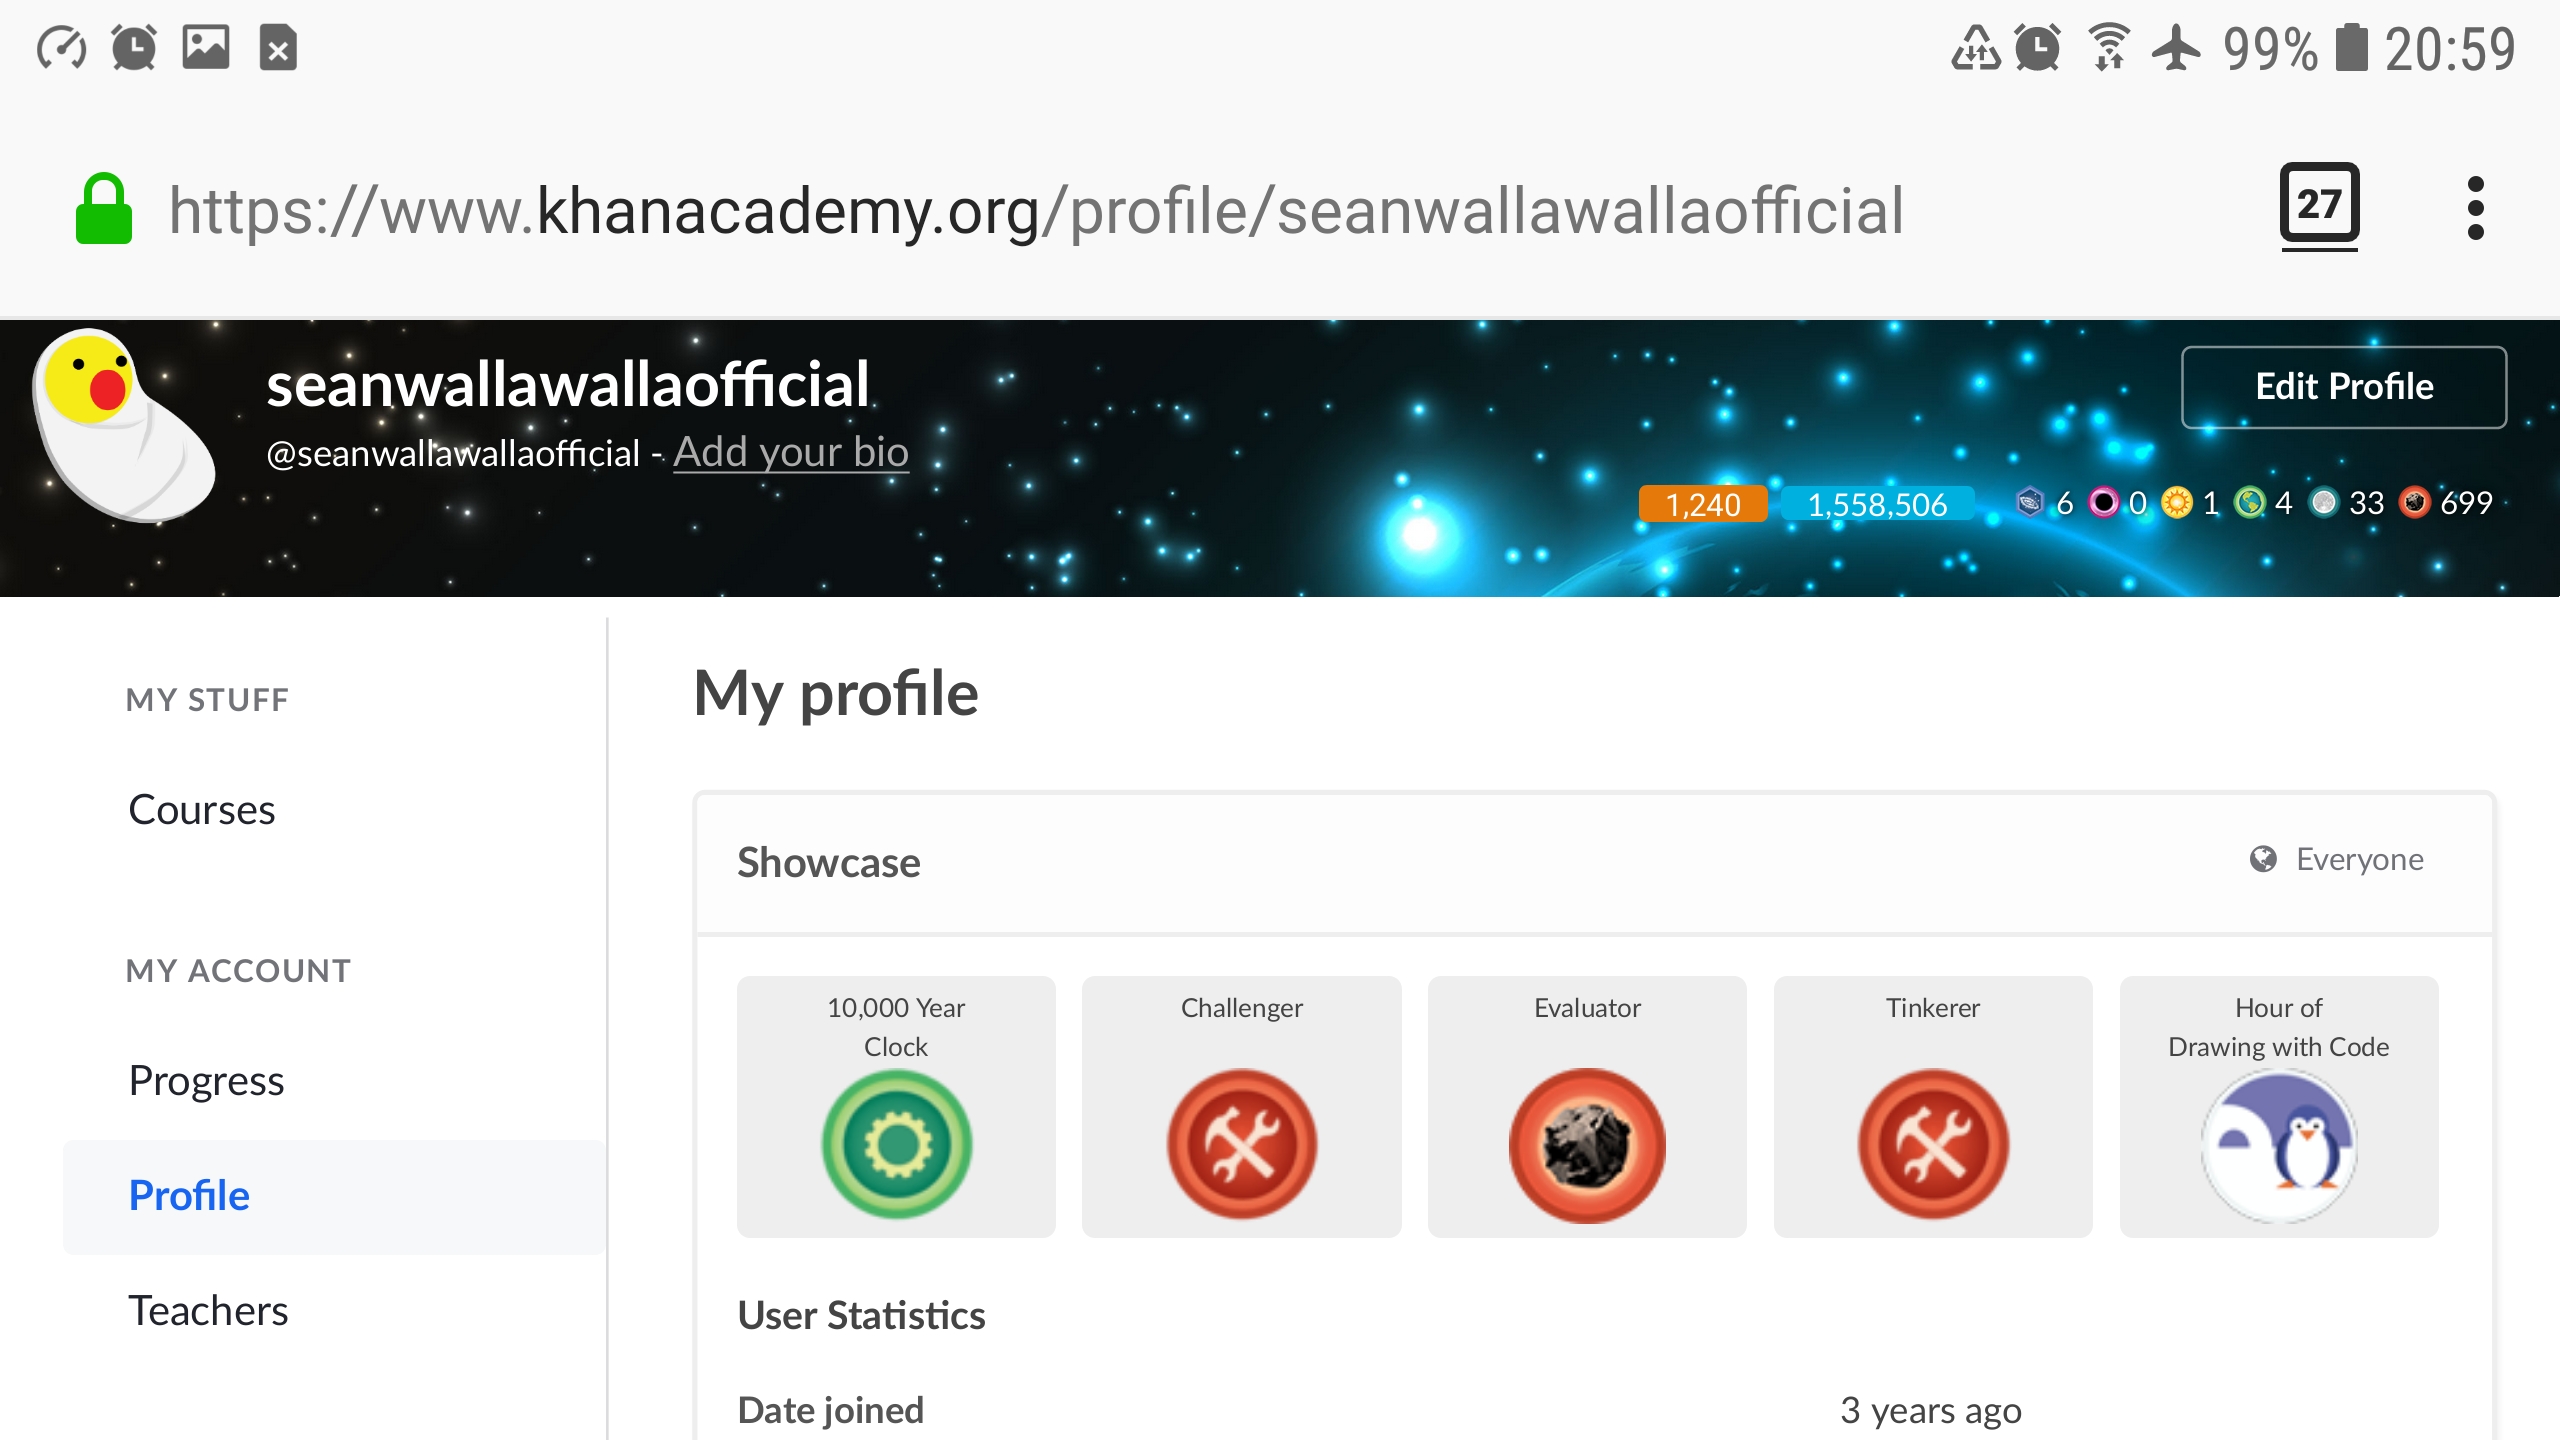 99% 20:59
https://www.khanacademy.org/profile/seanwallawallaofficial
27
seanwallawallaofficial
Edit Profile
@seanwallawallaofficial - Add your bio
1,240 1,558,506 6 0 1 4 33 699
MY STUFF
Courses
MY ACCOUNT
Progress
Profile
Teachers
My profile
Showcase
Everyone
10,000 Year
Clock
Challenger
Evaluator
Tinkerer
Hour of
Drawing with Code
User Statistics
Date joined 3 years ago